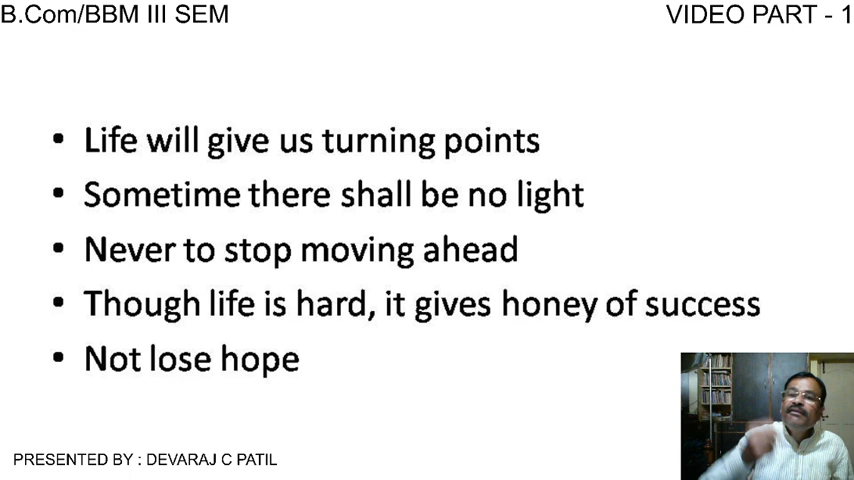 B.Com/BBM III SEM
VIDEO PART - 1
• Life will give us turning points
• Sometime there shall be no light
• Never to stop moving ahead
• Though life is hard, it gives honey of success
• Not lose hope
PRESENTED BY : DEVARAJ C PATIL